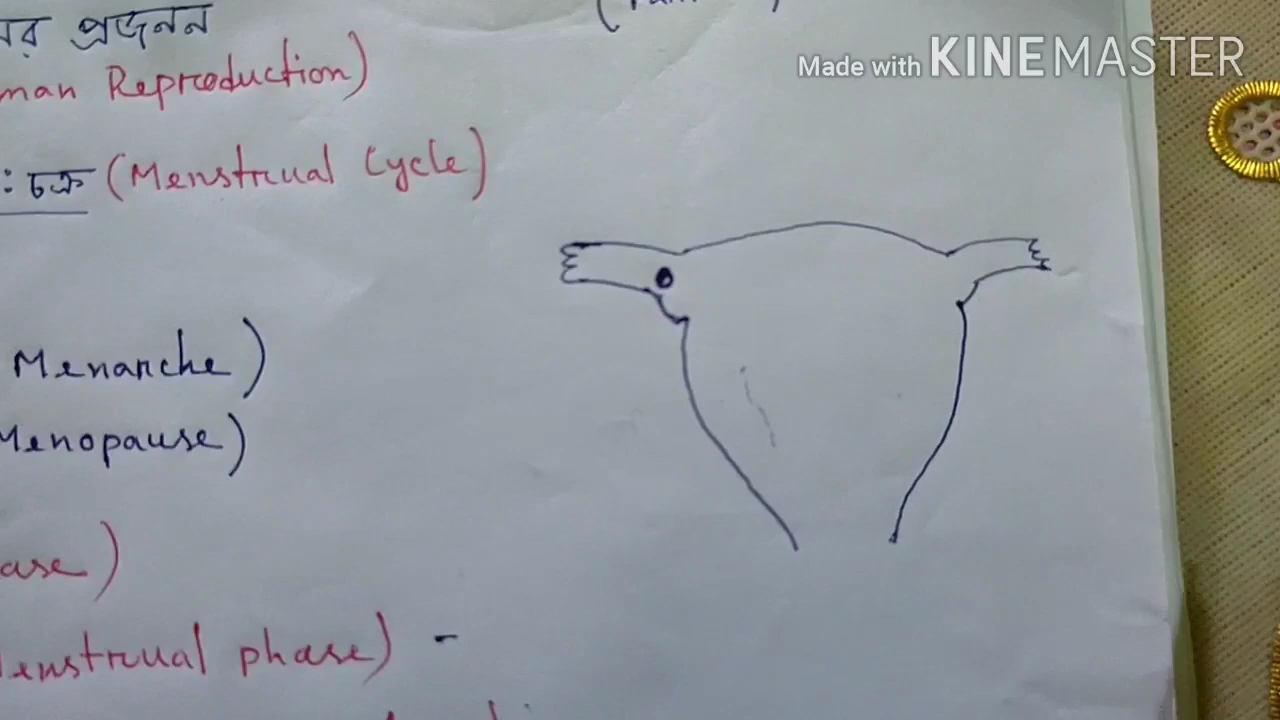 প্রজনন
Made with KINEMASTER
man Reproduction)
: চক্র (Menstrual Cycle)
Menarche)
Menopause)
ase)
enstrual phase) -